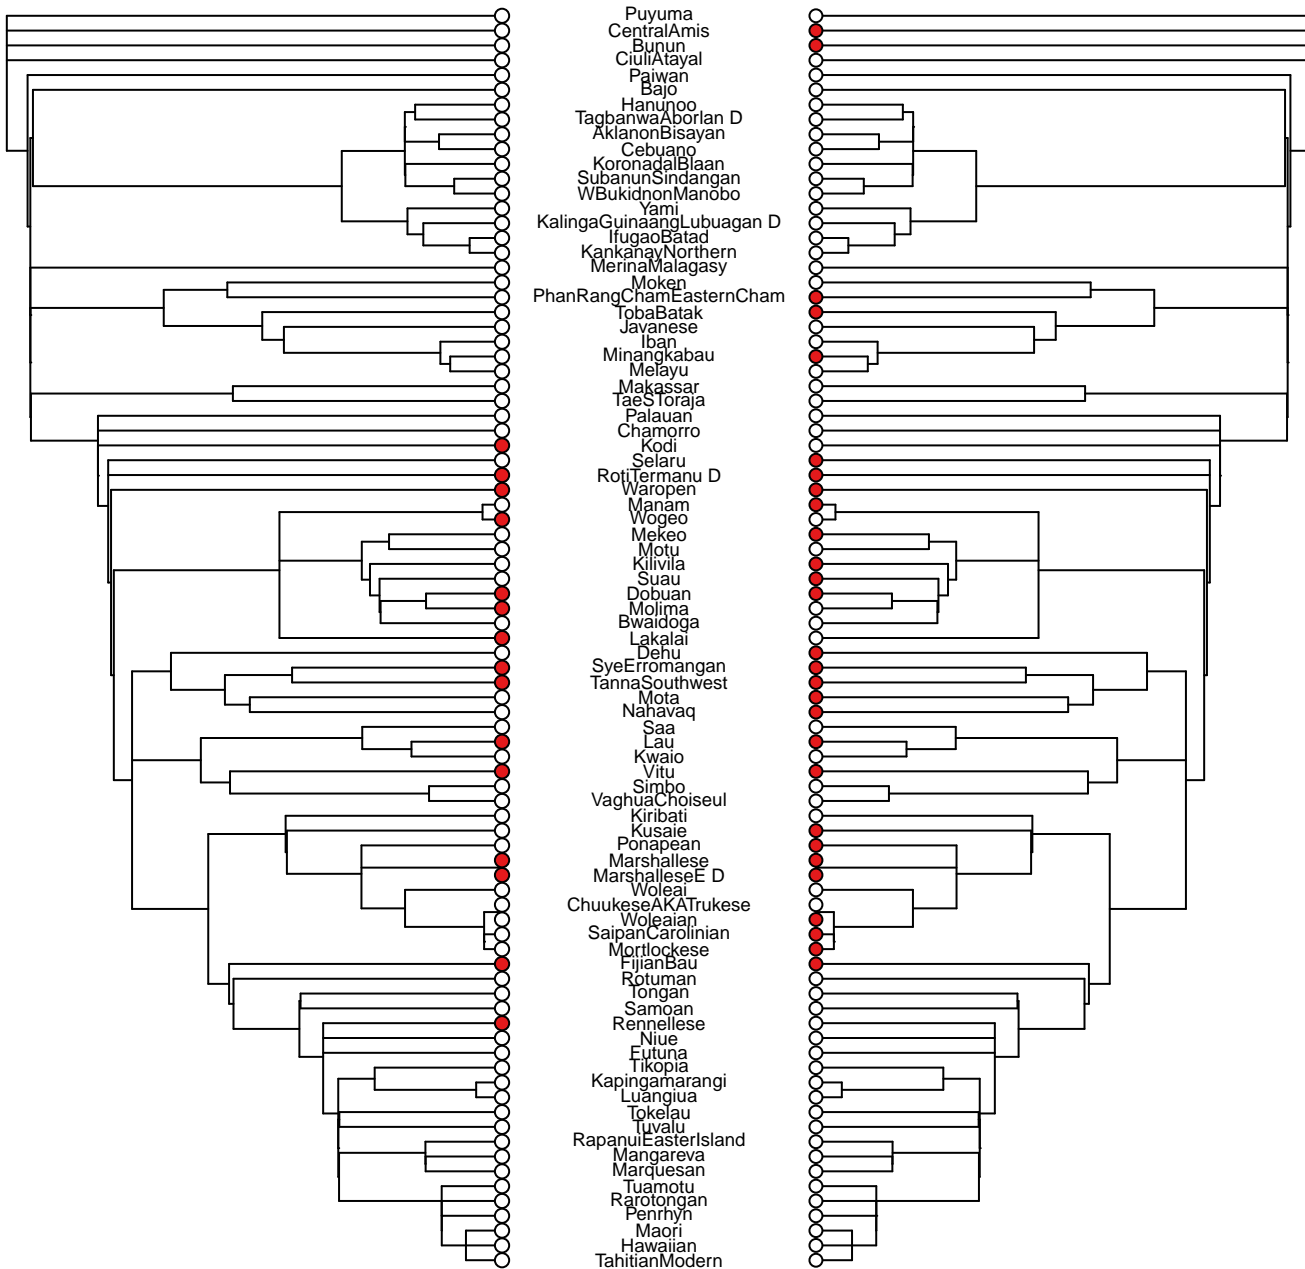 Puyuma
CentralAmis
Bunun
CiuliAtayal
Paiwan
Bajo
Hanunoo
TagbanwaAborlan D
AklanonBisayan
Cebuano
KoronadalBlaan
SubanunSindangan
WBukidnonManobo
Yami
KalingaGuinaangLubuagan D
IfugaoBatad
KankanayNorthern
MerinaMalagasy
Moken
PhanRangChamEasternCham
TobaBatak
Javanese
Iban
Minangkabau
Melayu
Makassar
TaeSToraja
Palauan
Chamorro
Kodi
Selaru
RotiTermanu D
Waropen
Manam
Wogeo
Mekeo
Motu
Kilivila
Suau
Dobuan
Molima
Bwaidoga
Lakalai
Dehu
SyeErromangan
TannaSouthwest
Mota
Nahavaq
Saa
Lau
Kwaio
Vitu
Simbo
VaghuaChoiseul
Kiribati
Kusaie
Ponapean
Marshallese
MarshalleseE D
Woleai
ChuukeseAKATrukese
Woleaian
SaipanCarolinian
Mortlockese
FijianBau
Rotuman
Tongan
Samoan
Rennellese
Niue
Futuna
Tikopia
Kapingamarangi
Luangiua
Tokelau
Tuvalu
RapanuiEasterIsland
Mangareva
Marquesan
Tuamotu
Rarotongan
Penrhyn
Maori
Hawaiian
TahitianModern